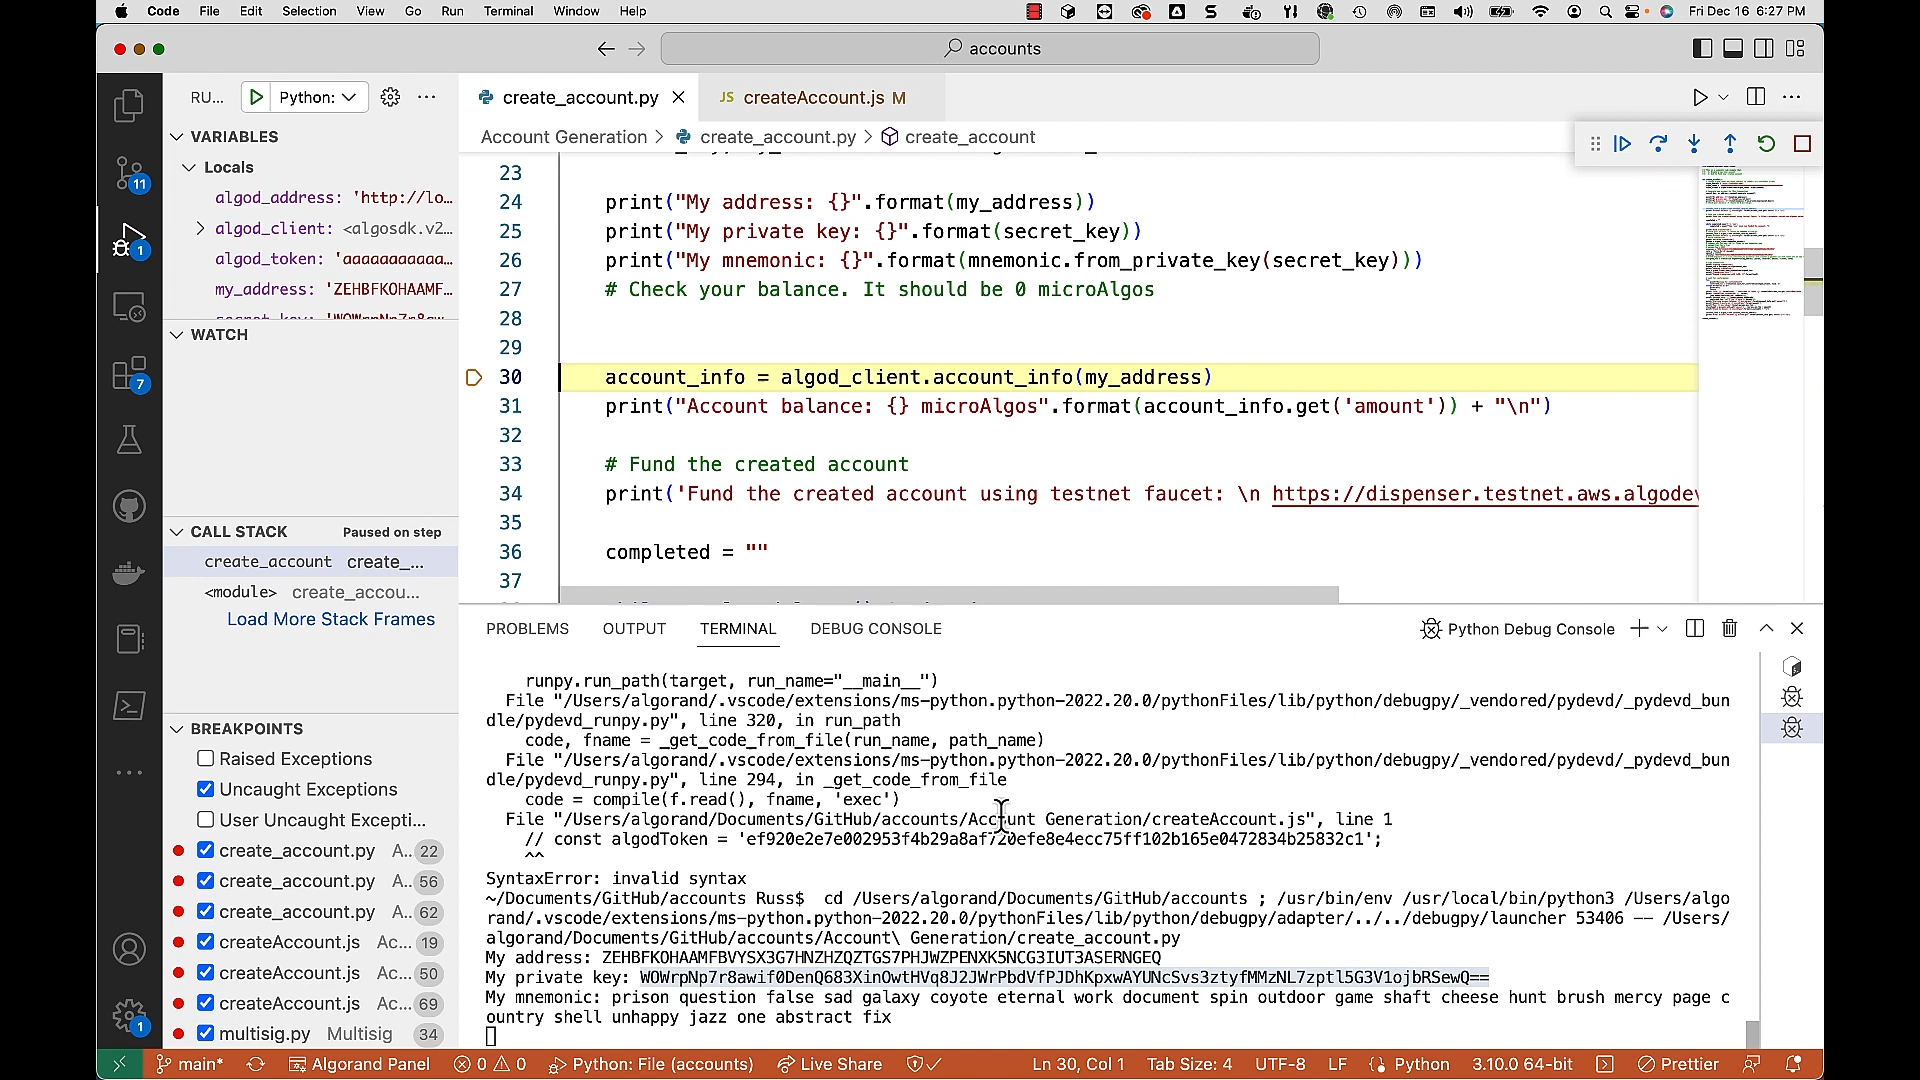 Code File Edit Selection View Go Run Terminal Window Help
Fri Dec 16 6:27 PM
accounts
RU... Python:
create_account.py
JS createAccount.js M
VARIABLES
Account Generation > create_account.py > create_account
Locals
algod_address: 'http://lo...
algod_client: <algosdk.v2...
algod_token: 'aaaaaaaaaaa...
my_address: 'ZEHBFKOHAAMF...
WATCH
11
1
7
23
24 print("My address: {}".format(my_address))
25 print("My private key: {}".format(secret_key))
26 print("My mnemonic: {}".format(mnemonic.from_private_key(secret_key)))
27 # Check your balance. It should be 0 microAlgos
28
29
30 account_info = algod_client.account_info(my_address)
31 print("Account balance: {} microAlgos".format(account_info.get('amount')) + "\n")
32
33 # Fund the created account
34 print('Fund the created account using testnet faucet: \n https://dispenser.testnet.aws.algodev
35
36 completed = ""
37
CALL STACK Paused on step
create_account create_...
<module> create_accou...
Load More Stack Frames
BREAKPOINTS
Raised Exceptions
Uncaught Exceptions
User Uncaught Excepti...
create_account.py A.. 22
create_account.py A.. 56
create_account.py A.. 62
createAccount.js Ac... 19
createAccount.js Ac... 50
createAccount.js Ac... 69
multisig.py Multisig 34
1
PROBLEMS OUTPUT TERMINAL DEBUG CONSOLE
Python Debug Console
runpy.run_path(target, run_name="__main__")
File "/Users/algorand/.vscode/extensions/ms-python.python-2022.20.0/pythonFiles/lib/python/debugpy/_vendored/pydevd/_pydevd_bun
dle/pydevd_runpy.py", line 320, in run_path
code, fname = _get_code_from_file(run_name, path_name)
File "/Users/algorand/.vscode/extensions/ms-python.python-2022.20.0/pythonFiles/lib/python/debugpy/_vendored/pydevd/_pydevd_bun
dle/pydevd_runpy.py", line 294, in _get_code_from_file
code = compile(f.read(), fname, 'exec')
File "/Users/algorand/Documents/GitHub/accounts/Account Generation/createAccount.js", line 1
// const algodToken = 'ef920e2e7e002953f4b29a8af720efe8e4ecc75ff102b165e0472834b25832c1';
^^
SyntaxError: invalid syntax
~/Documents/GitHub/accounts Russ$ cd /Users/algorand/Documents/GitHub/accounts ; /usr/bin/env /usr/local/bin/python3 /Users/algo
rand/.vscode/extensions/ms-python.python-2022.20.0/pythonFiles/lib/python/debugpy/adapter/../../debugpy/launcher 53406 -- /Users/
algorand/Documents/GitHub/accounts/Account\ Generation/create_account.py
My address: ZEHBFKOHAAMFBVYSX3G7HNZHZQZTGS7PHJWZPENXK5NCG3IUT3ASERNGEQ
My private key: WOWrpNp7r8awif0DenQ683XinOwtHVq8J2JWrPbdVfPJDhKpxwAYUNcSvs3ztyfMMzNL7zptl5G3V1ojbRSewQ==
My mnemonic: prison question false sad galaxy coyote eternal work document spin outdoor game shaft cheese hunt brush mercy page c
ountry shell unhappy jazz one abstract fix
main* Algorand Panel 0 0 Python: File (accounts) Live Share
Ln 30, Col 1 Tab Size: 4 UTF-8 LF Python 3.10.0 64-bit Prettier